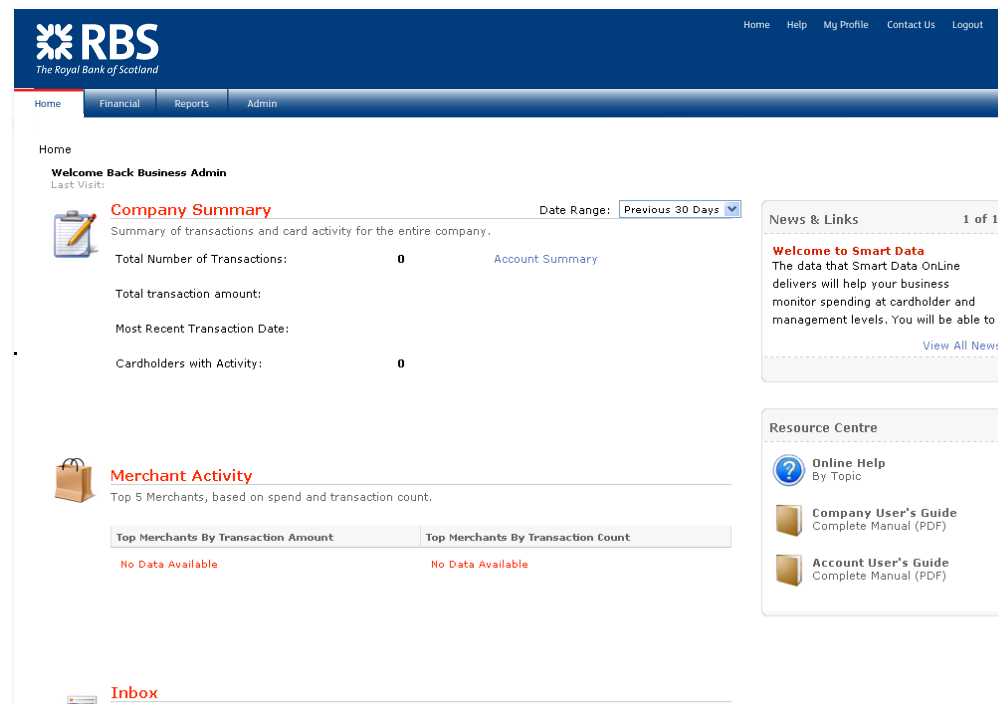 RBS
The Royal Bank of Scotland
Home Help My Profile Contact Us Logout
Home Financial Reports Admin
Home
Welcome Back Business Admin
Last Visit:
Company Summary
Date Range: Previous 30 Days
Summary of transactions and card activity for the entire company.
Total Number of Transactions: 0 Account Summary
Total transaction amount:
Most Recent Transaction Date:
Cardholders with Activity: 0
Merchant Activity
Top 5 Merchants, based on spend and transaction count.
Top Merchants By Transaction Amount Top Merchants By Transaction Count
No Data Available No Data Available
Inbox
News & Links 1 of 1
Welcome to Smart Data
The data that Smart Data OnLine
delivers will help your business
monitor spending at cardholder and
management levels. You will be able to
View All News
Resource Centre
Online Help
By Topic
Company User's Guide
Complete Manual (PDF)
Account User's Guide
Complete Manual (PDF)